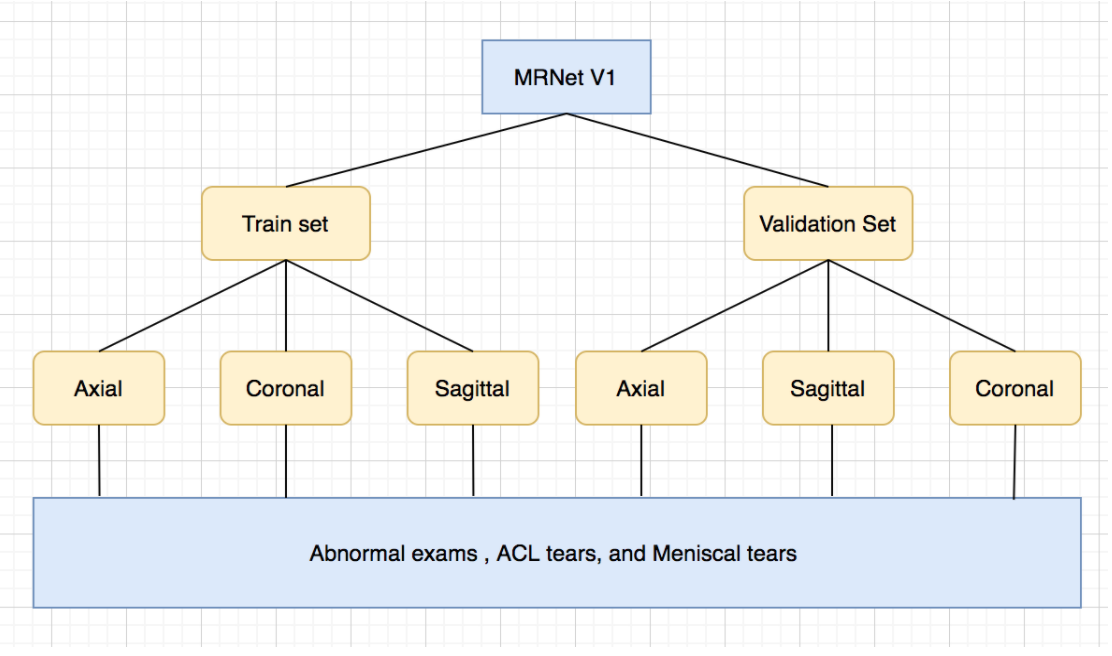 MRNet V1
Train set
Validation Set
Axial
Coronal
Sagittal
Axial
Sagittal
Coronal
Abnormal exams , ACL tears, and Meniscal tears